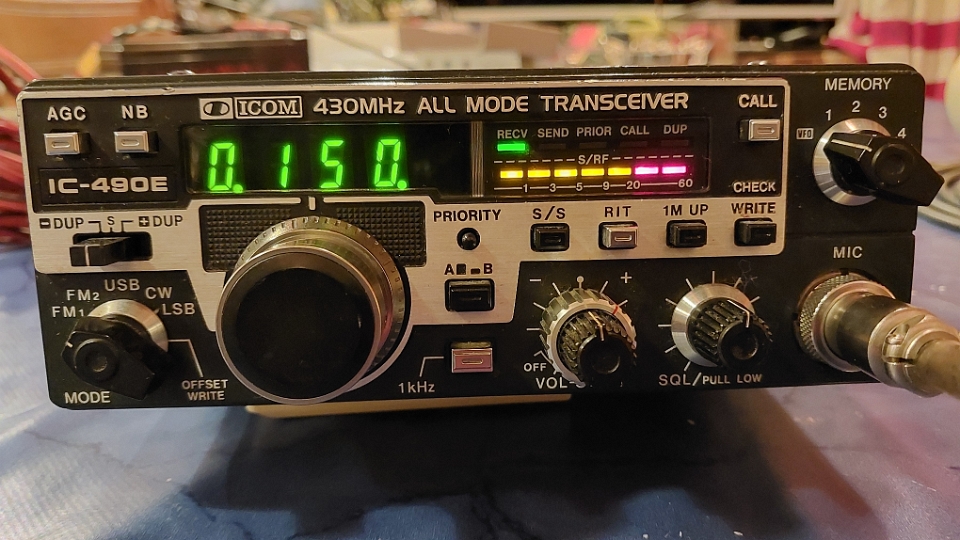 AGC NB ICOM 430MHz ALL MODE TRANSCEIVER CALL MEMORY
RECV SEND PRIOR CALL DUP
1 2 3 4
VFO
0.150.
S/RF
1 3 5 9 20 60
IC-490E
CHECK
-DUP S +DUP PRIORITY S/S RIT 1M UP WRITE
MIC
A B
- +
FM1 FM2 USB CW LSB
OFF
VOL
SQL/PULL LOW
1kHz
OFFSET
WRITE
MODE